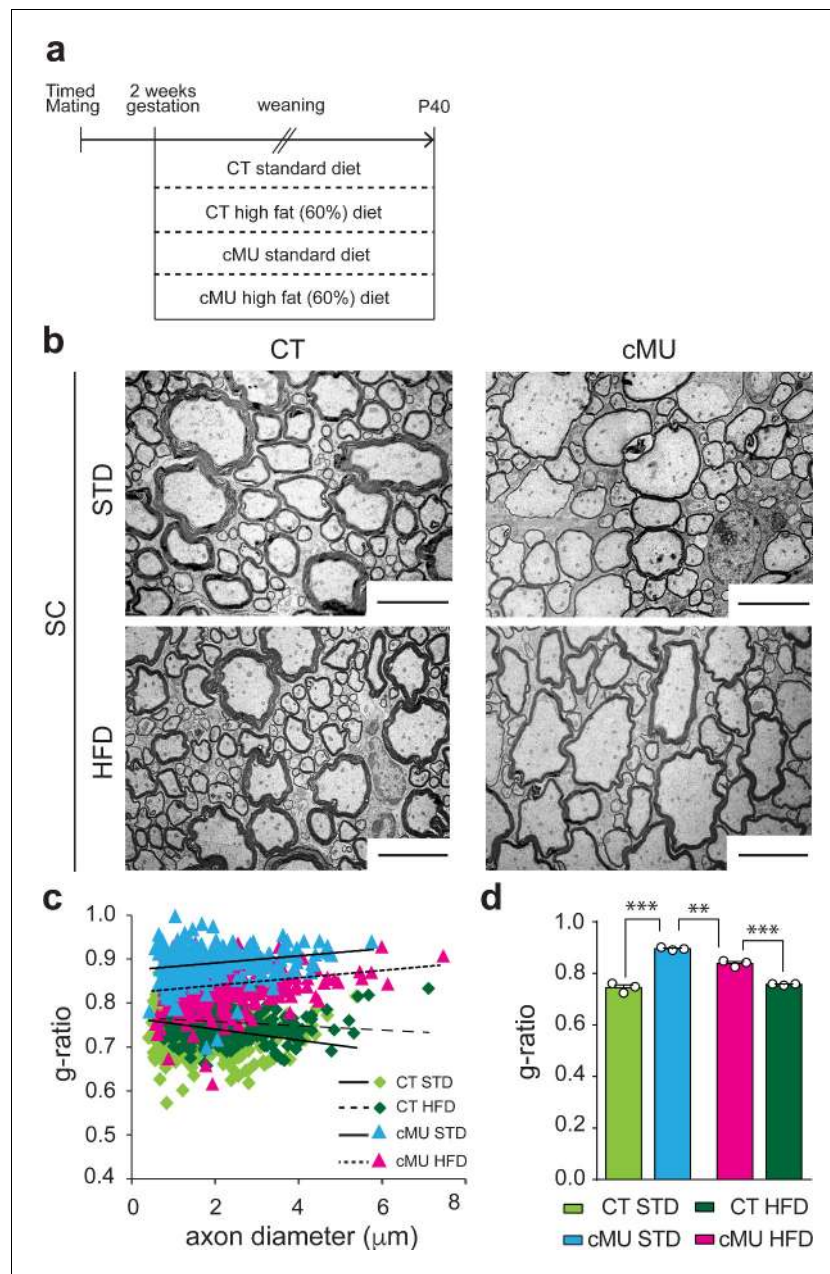 a
Timed
Mating
2 weeks
gestation
weaning
P40
CT standard diet
CT high fat (60%) diet
cMU standard diet
cMU high fat (60%) diet
b
CT
cMU
SC
STD
HFD
c
1.0
0.9
0.8
0.7
0.6
0.5
0.4
g-ratio
0
2
4
6
8
axon diameter (μm)
CT STD
CT HFD
cMU STD
cMU HFD
d
*** ** ***
1.0
0.8
0.6
0.4
0.2
0.0
g-ratio
CT STD CT HFD
cMU STD cMU HFD